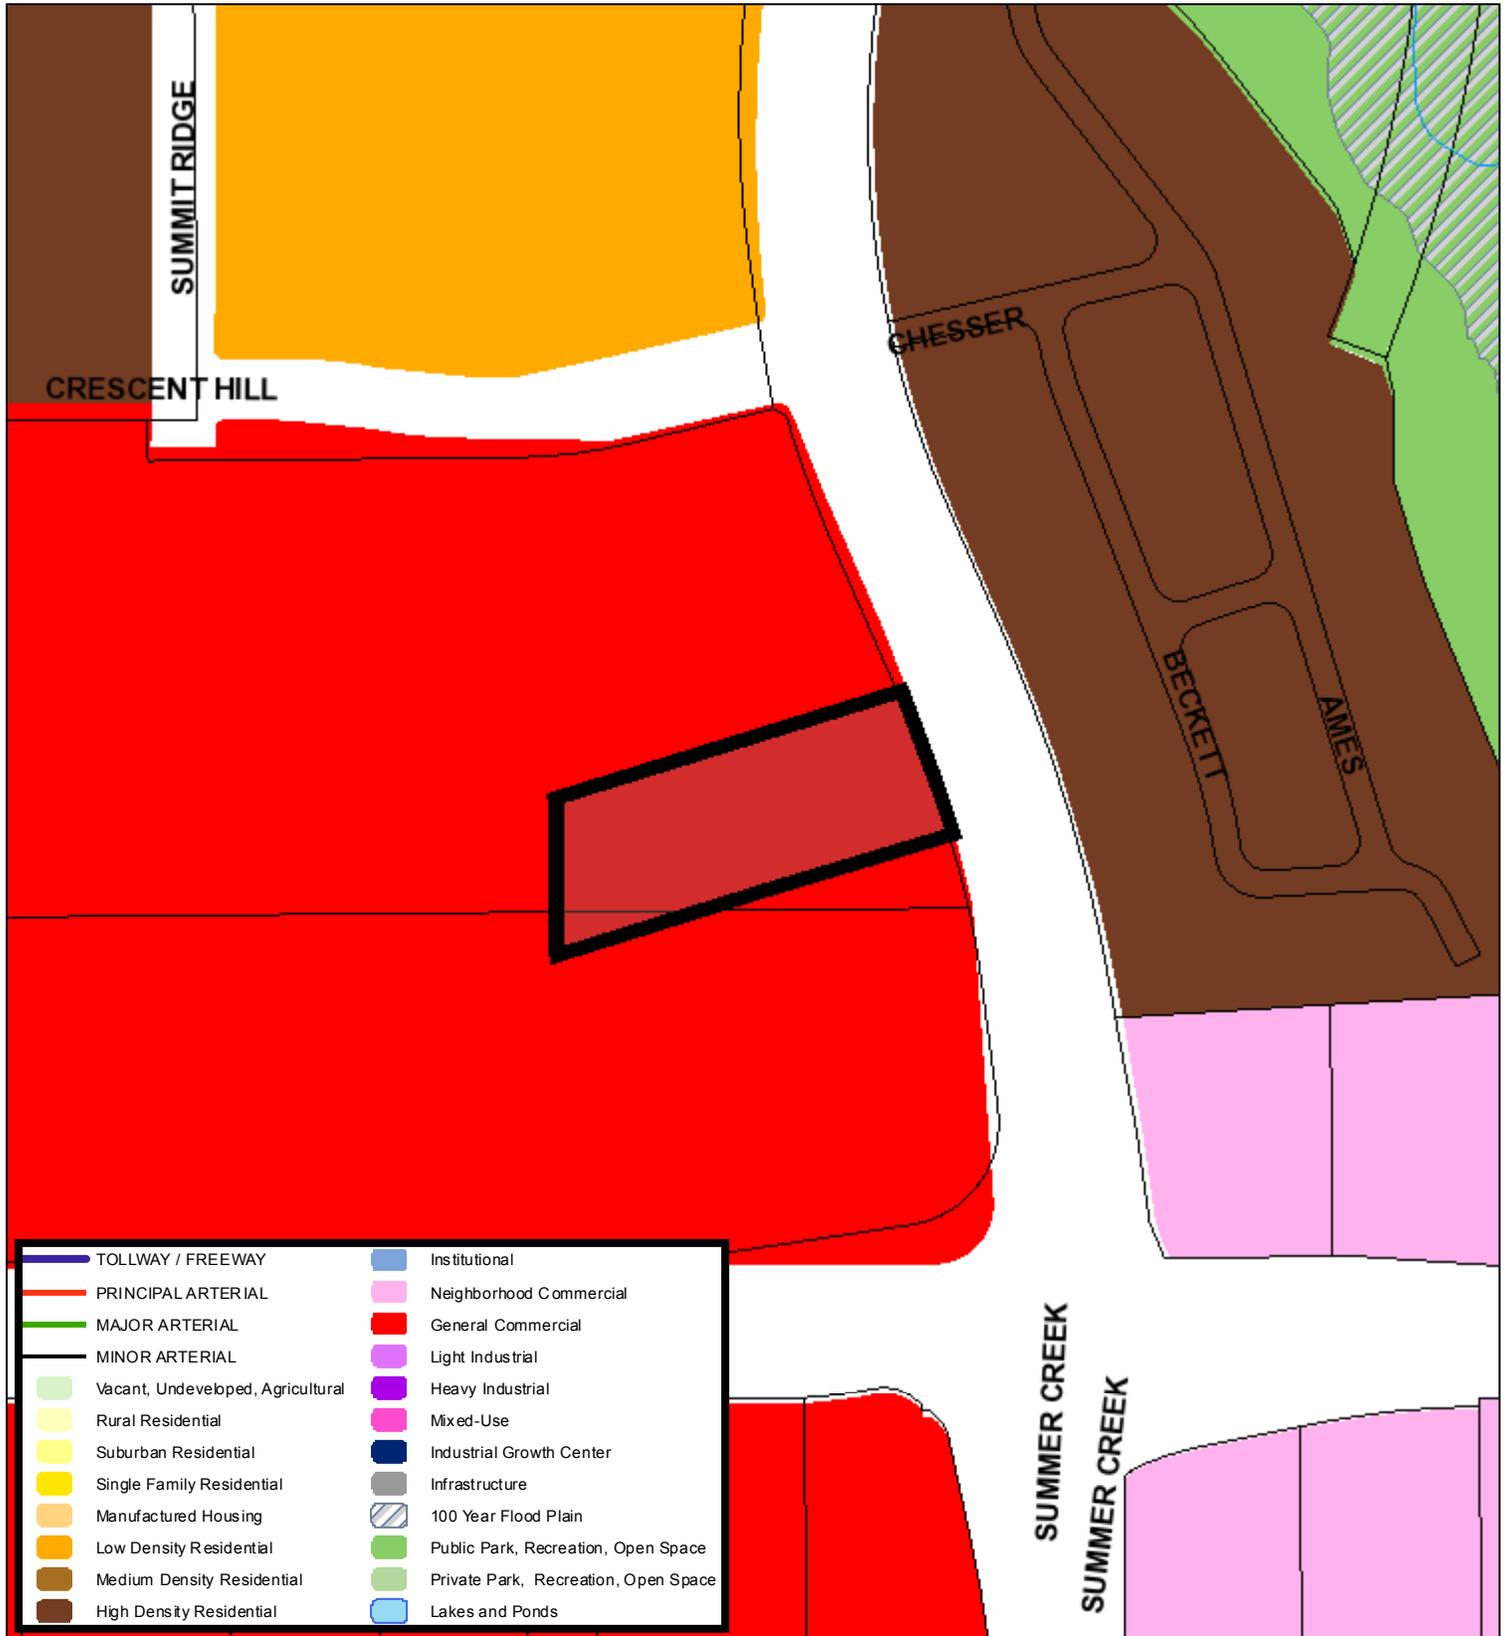 SUMMIT RIDGE
CRESCENT HILL
CHESSER
BECKETT
AMES
SUMMER CREEK
SUMMER CREEK
TOLLWAY / FREEWAY
PRINCIPAL ARTERIAL
MAJOR ARTERIAL
MINOR ARTERIAL
Vacant, Undeveloped, Agricultural
Rural Residential
Suburban Residential
Single Family Residential
Manufactured Housing
Low Density Residential
Medium Density Residential
High Density Residential
Institutional
Neighborhood Commercial
General Commercial
Light Industrial
Heavy Industrial
Mixed-Use
Industrial Growth Center
Infrastructure
100 Year Flood Plain
Public Park, Recreation, Open Space
Private Park, Recreation, Open Space
Lakes and Ponds